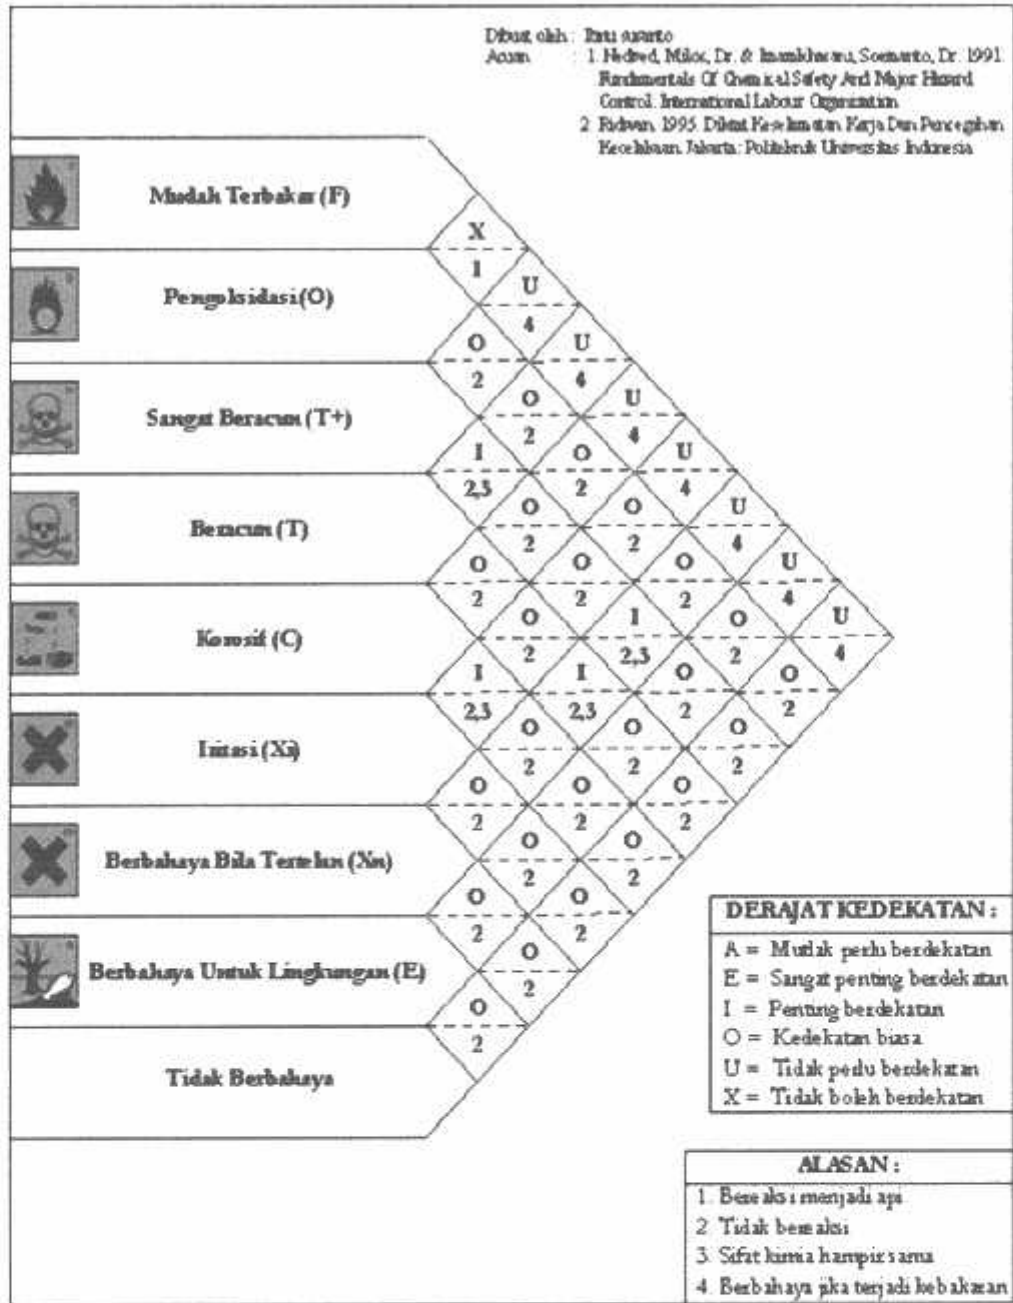 Dibuat oleh : Ibnu susanto
Acuan : 1. Hedved, Milos, Dr. & Imamkhasani, Soemanto, Dr. 1991.
Fundamentals Of Chemical Safety And Major Hazard
Control. International Labour Organization
2. Ridwan. 1995. Diktat Keselamatan Kerja Dan Pencegahan
Kecelakaan. Jakarta: Politeknik Universitas Indonesia
Mudah Terbakar (F)
X
1
U
Pengoksidasi (O)
4
U
O
2
4
U
O
Sangat Beracun (T+)
2
4
U
I
O
2,3
2
4
U
O
O
Beracun (T)
2
2
4
U
O
O
O
2
2
2
4
U
O
I
O
Korosif (C)
2
2,3
2
4
I
I
O
O
2,3
2,3
2
2
O
O
O
Iritasi (Xi)
2
2
2
O
O
O
2
2
2
O
O
Berbahaya Bila Tertelan (Xn)
2
2
O
O
2
2
DERAJAT KEDEKATAN :
A = Mutlak perlu berdekatan
E = Sangat penting berdekatan
I = Penting berdekatan
O = Kedekatan biasa
U = Tidak perlu berdekatan
X = Tidak boleh berdekatan
O
Berbahaya Untuk Lingkungan (E)
2
O
2
Tidak Berbahaya
ALASAN :
1. Bereaksi menjadi api
2. Tidak bereaksi
3. Sifat kimia hampir sama
4. Berbahaya jika terjadi kebakaran